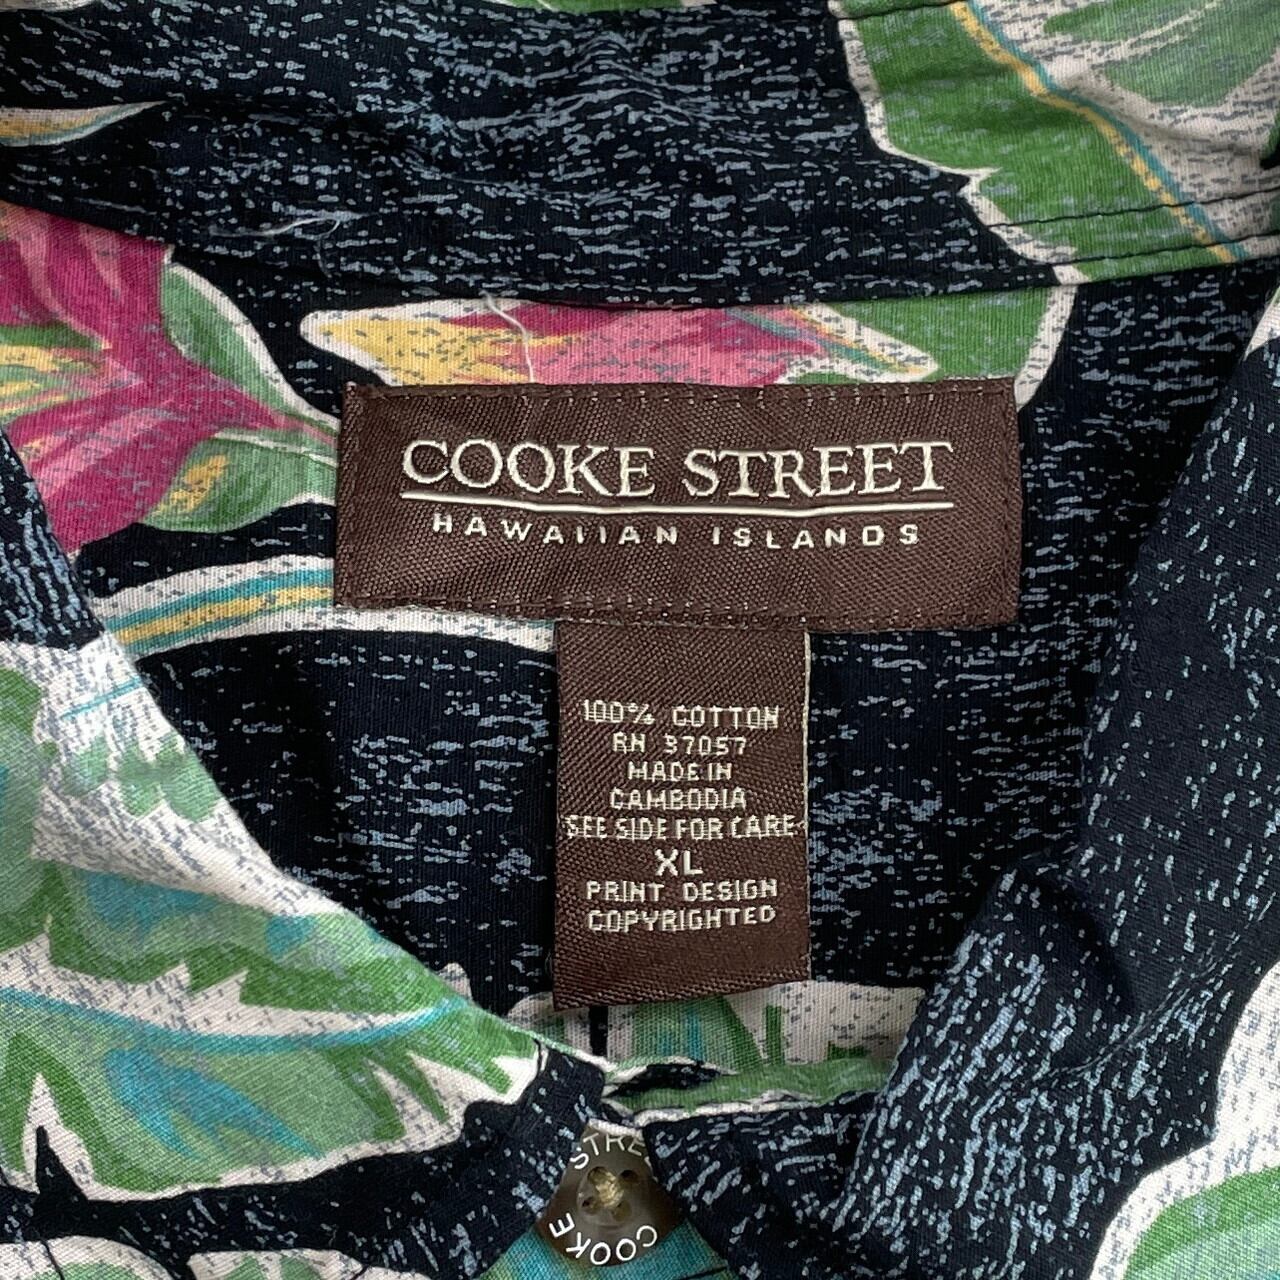 COOKE STREET
HAWAIIAN ISLANDS
100% COTTON
RN 37057
MADE IN
CAMBODIA
SEE SIDE FOR CARE
XL
PRINT DESIGN
COPYRIGHTED
COOKE STREE